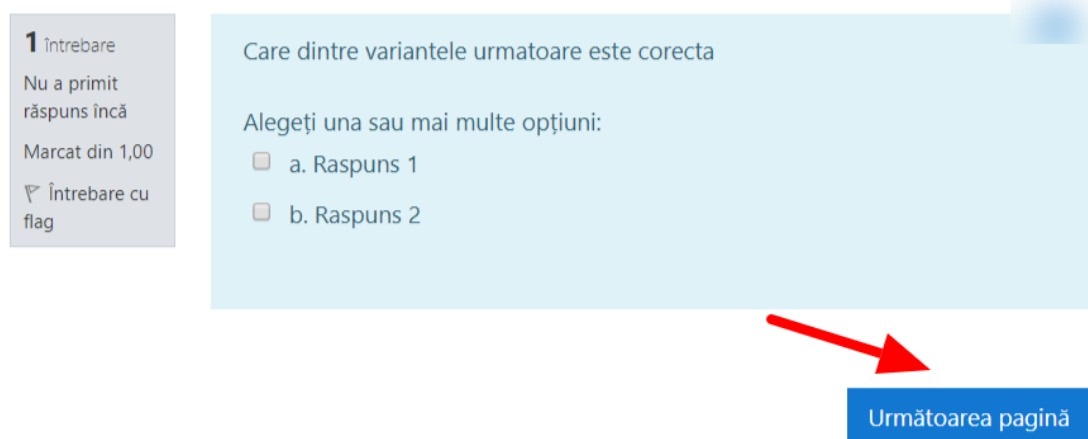 1 întrebare
Nu a primit
răspuns încă
Marcat din 1,00
Întrebare cu
flag
Care dintre variantele urmatoare este corecta
Alegeți una sau mai multe opțiuni:
a. Raspuns 1
b. Raspuns 2
Următoarea pagină